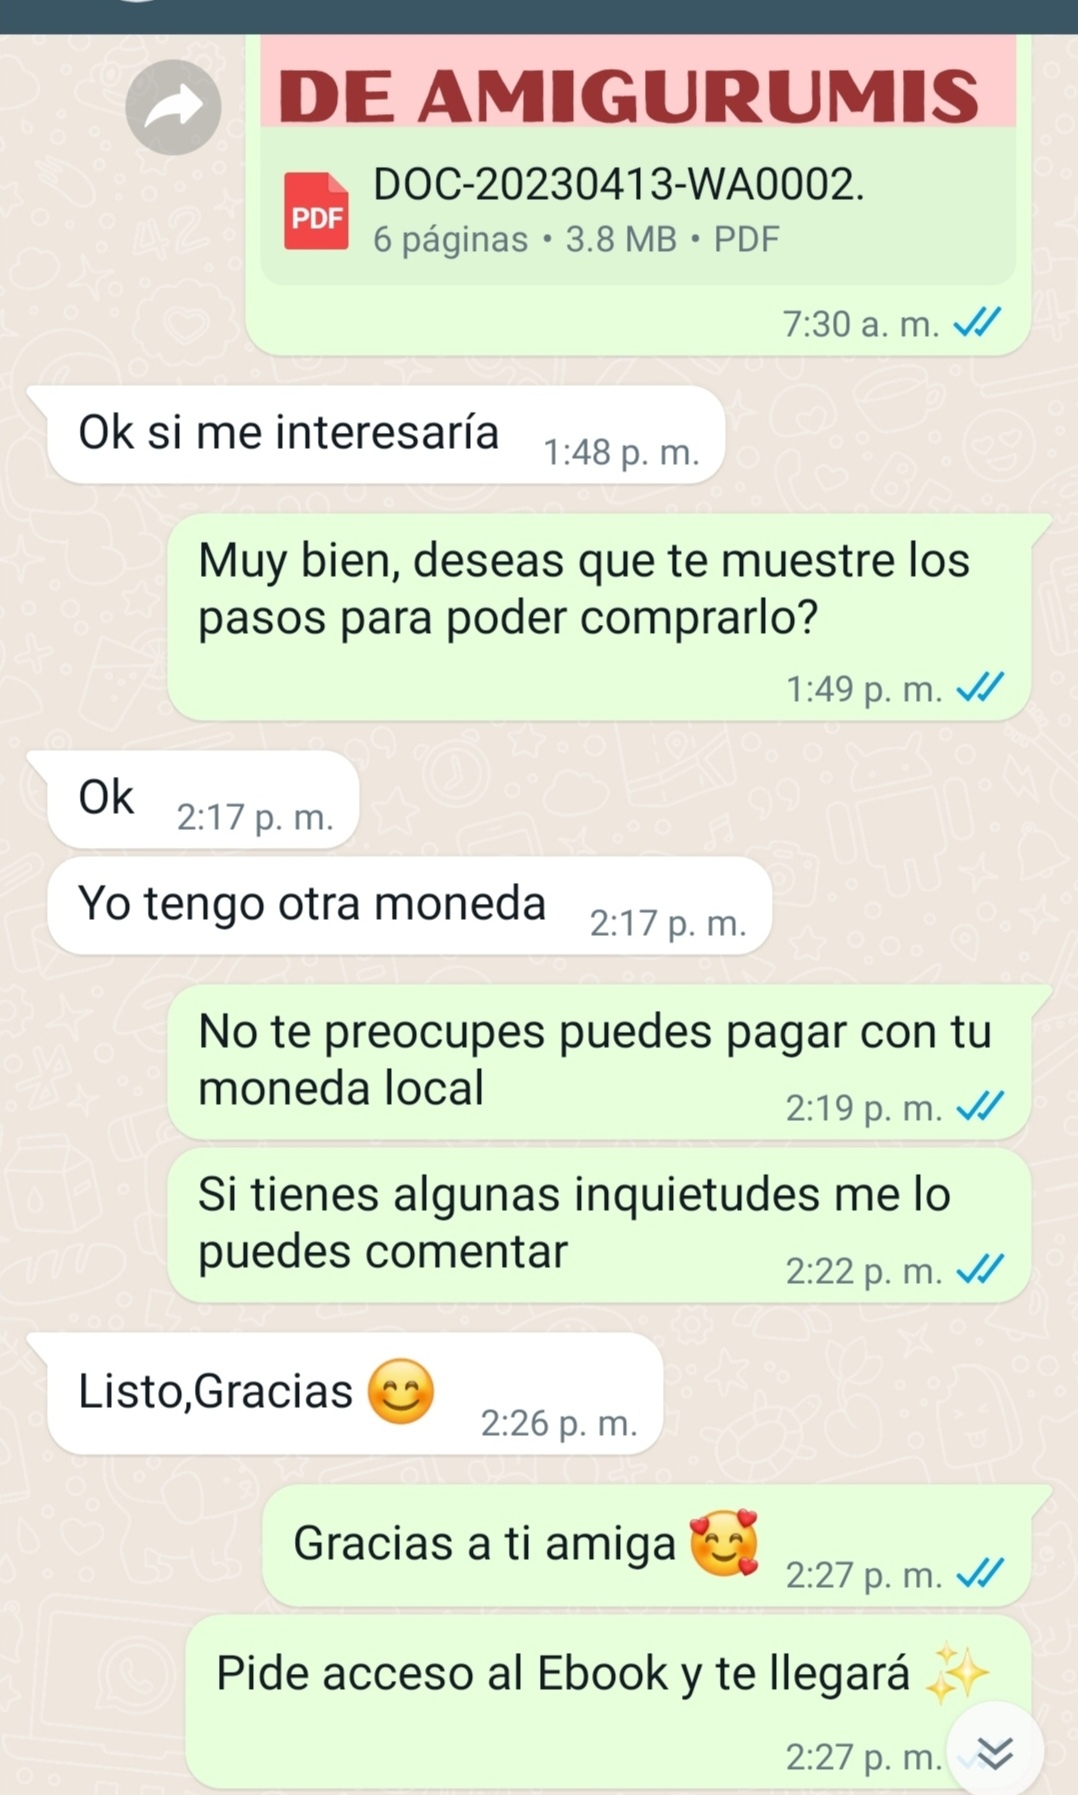 DE AMIGURUMIS
PDF
DOC-20230413-WA0002.
6 páginas • 3.8 MB • PDF
7:30 a. m.
Ok si me interesaría
1:48 p. m.
Muy bien, deseas que te muestre los
pasos para poder comprarlo?
1:49 p. m.
Ok
2:17 p. m.
Yo tengo otra moneda
2:17 p. m.
No te preocupes puedes pagar con tu
moneda local
2:19 p. m.
Si tienes algunas inquietudes me lo
puedes comentar
2:22 p. m.
Listo,Gracias 😊
2:26 p. m.
Gracias a ti amiga 🥰
2:27 p. m.
Pide acceso al Ebook y te llegará ✨
2:27 p. m.